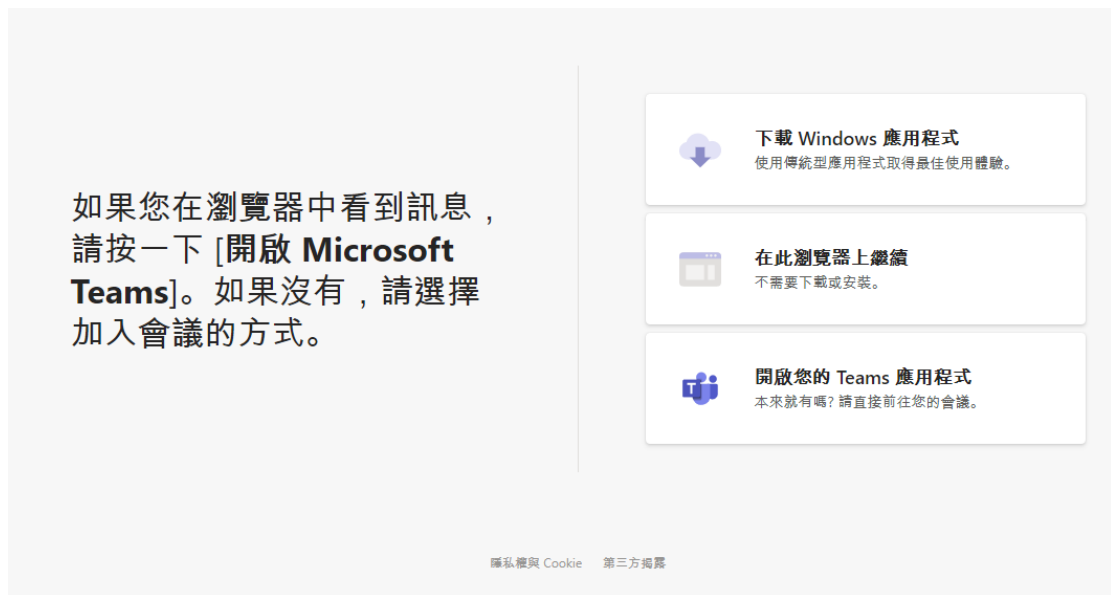 如果您在瀏覽器中看到訊息，
請按一下 [開啟 Microsoft
Teams]。如果沒有，請選擇
加入會議的方式。
下載 Windows 應用程式
使用傳統型應用程式取得最佳使用體驗。
在此瀏覽器上繼續
不需要下載或安裝。
T
開啟您的 Teams 應用程式
本來就有嗎? 請直接前往您的會議。
隱私權與 Cookie 第三方揭露